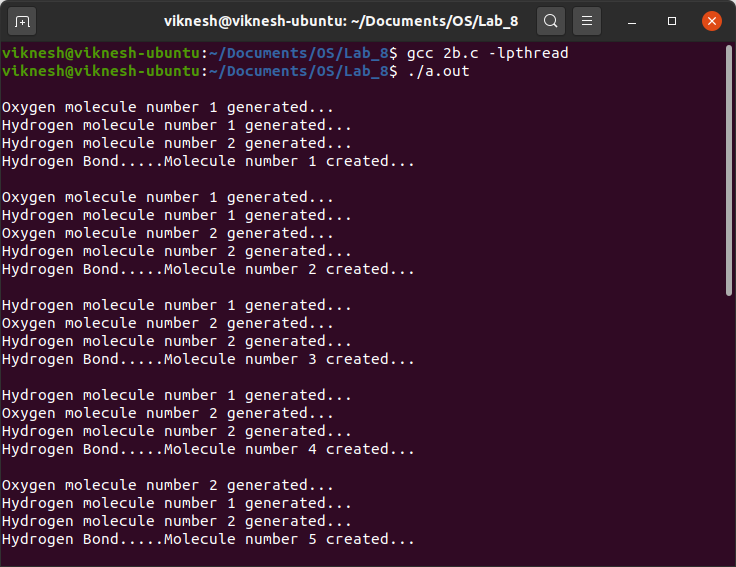 viknesh@viknesh-ubuntu: ~/Documents/OS/Lab_8
viknesh@viknesh-ubuntu:~/Documents/OS/Lab_8$ gcc 2b.c -lpthread
viknesh@viknesh-ubuntu:~/Documents/OS/Lab_8$ ./a.out
Oxygen molecule number 1 generated...
Hydrogen molecule number 1 generated...
Hydrogen molecule number 2 generated...
Hydrogen Bond.....Molecule number 1 created...
Oxygen molecule number 1 generated...
Hydrogen molecule number 1 generated...
Oxygen molecule number 2 generated...
Hydrogen molecule number 2 generated...
Hydrogen Bond.....Molecule number 2 created...
Hydrogen molecule number 1 generated...
Oxygen molecule number 2 generated...
Hydrogen molecule number 2 generated...
Hydrogen Bond.....Molecule number 3 created...
Hydrogen molecule number 1 generated...
Oxygen molecule number 2 generated...
Hydrogen molecule number 2 generated...
Hydrogen Bond.....Molecule number 4 created...
Oxygen molecule number 2 generated...
Hydrogen molecule number 1 generated...
Hydrogen molecule number 2 generated...
Hydrogen Bond.....Molecule number 5 created...